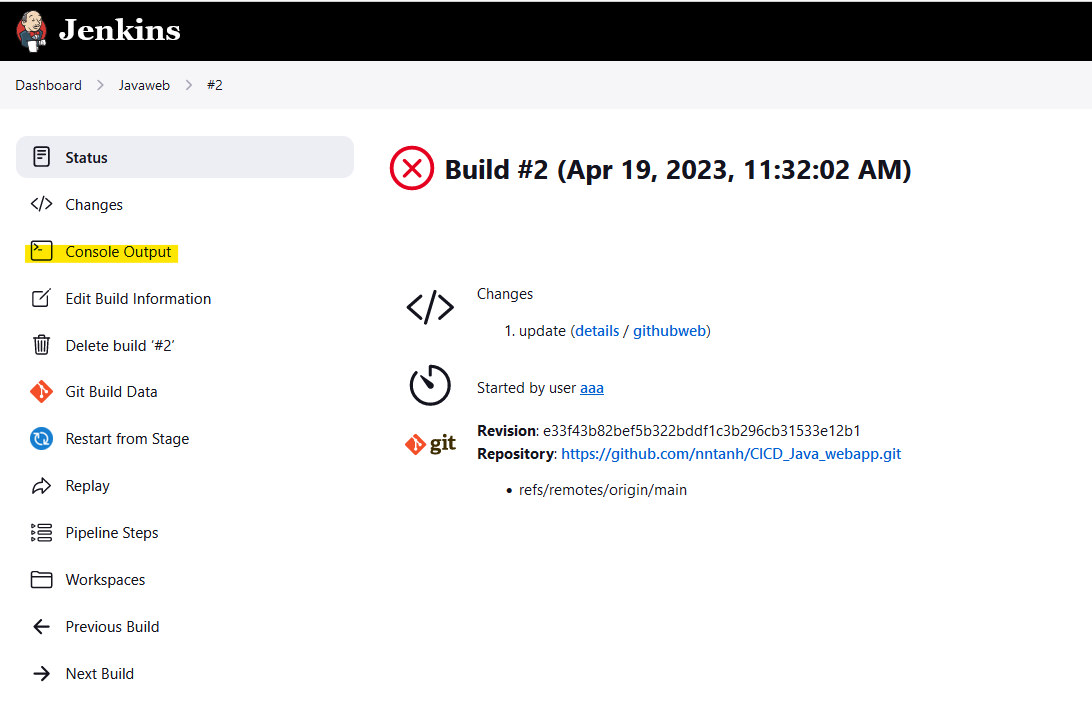 Jenkins
Dashboard > Javaweb > #2
Status
Changes
Console Output
Edit Build Information
Delete build ‘#2’
Git Build Data
Restart from Stage
Replay
Pipeline Steps
Workspaces
Previous Build
Next Build
Build #2 (Apr 19, 2023, 11:32:02 AM)
Changes
1. update (details / githubweb)
Started by user aaa
git
Revision: e33f43b82bef5b322bddf1c3b296cb31533e12b1
Repository: https://github.com/nntanh/CICD_Java_webapp.git
• refs/remotes/origin/main